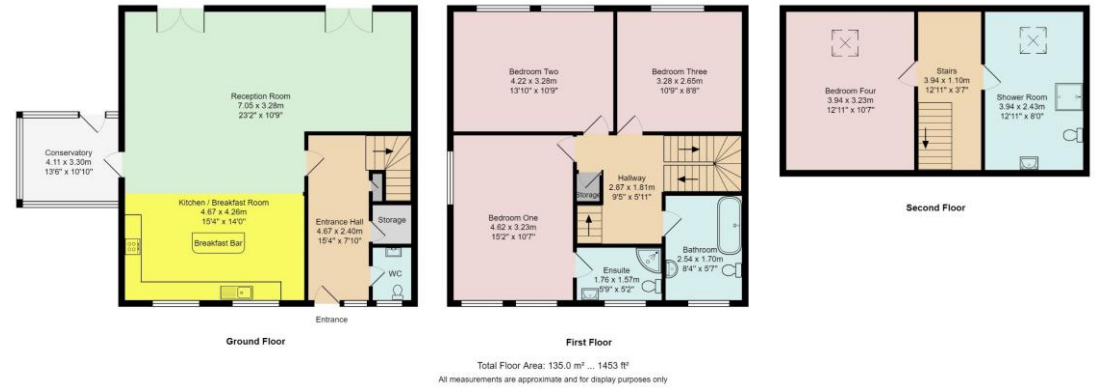 Reception Room
7.05 x 3.28m
23'2" x 10'9"
Conservatory
4.11 x 3.30m
13'6" x 10'10"
Kitchen / Breakfast Room
4.67 x 4.26m
15'4" x 14'0"
Breakfast Bar
Entrance Hall
4.67 x 2.40m
15'4" x 7'10"
Storage
WC
Entrance
Ground Floor
Bedroom Two
4.22 x 3.28m
13'10" x 10'9"
Bedroom Three
3.28 x 2.65m
10'9" x 8'8"
Hallway
2.87 x 1.81m
9'5" x 5'11"
Storage
Bedroom One
4.62 x 3.23m
15'2" x 10'7"
Bathroom
2.54 x 1.70m
8'4" x 5'7"
Ensuite
1.76 x 1.57m
5'9" x 5'2"
First Floor
Bedroom Four
3.94 x 3.23m
12'11" x 10'7"
Stairs
3.94 x 1.10m
12'11" x 3'7"
Shower Room
3.94 x 2.43m
12'11" x 8'0"
Second Floor
Total Floor Area: 135.0 m² ... 1453 ft²
All measurements are approximate and for display purposes only